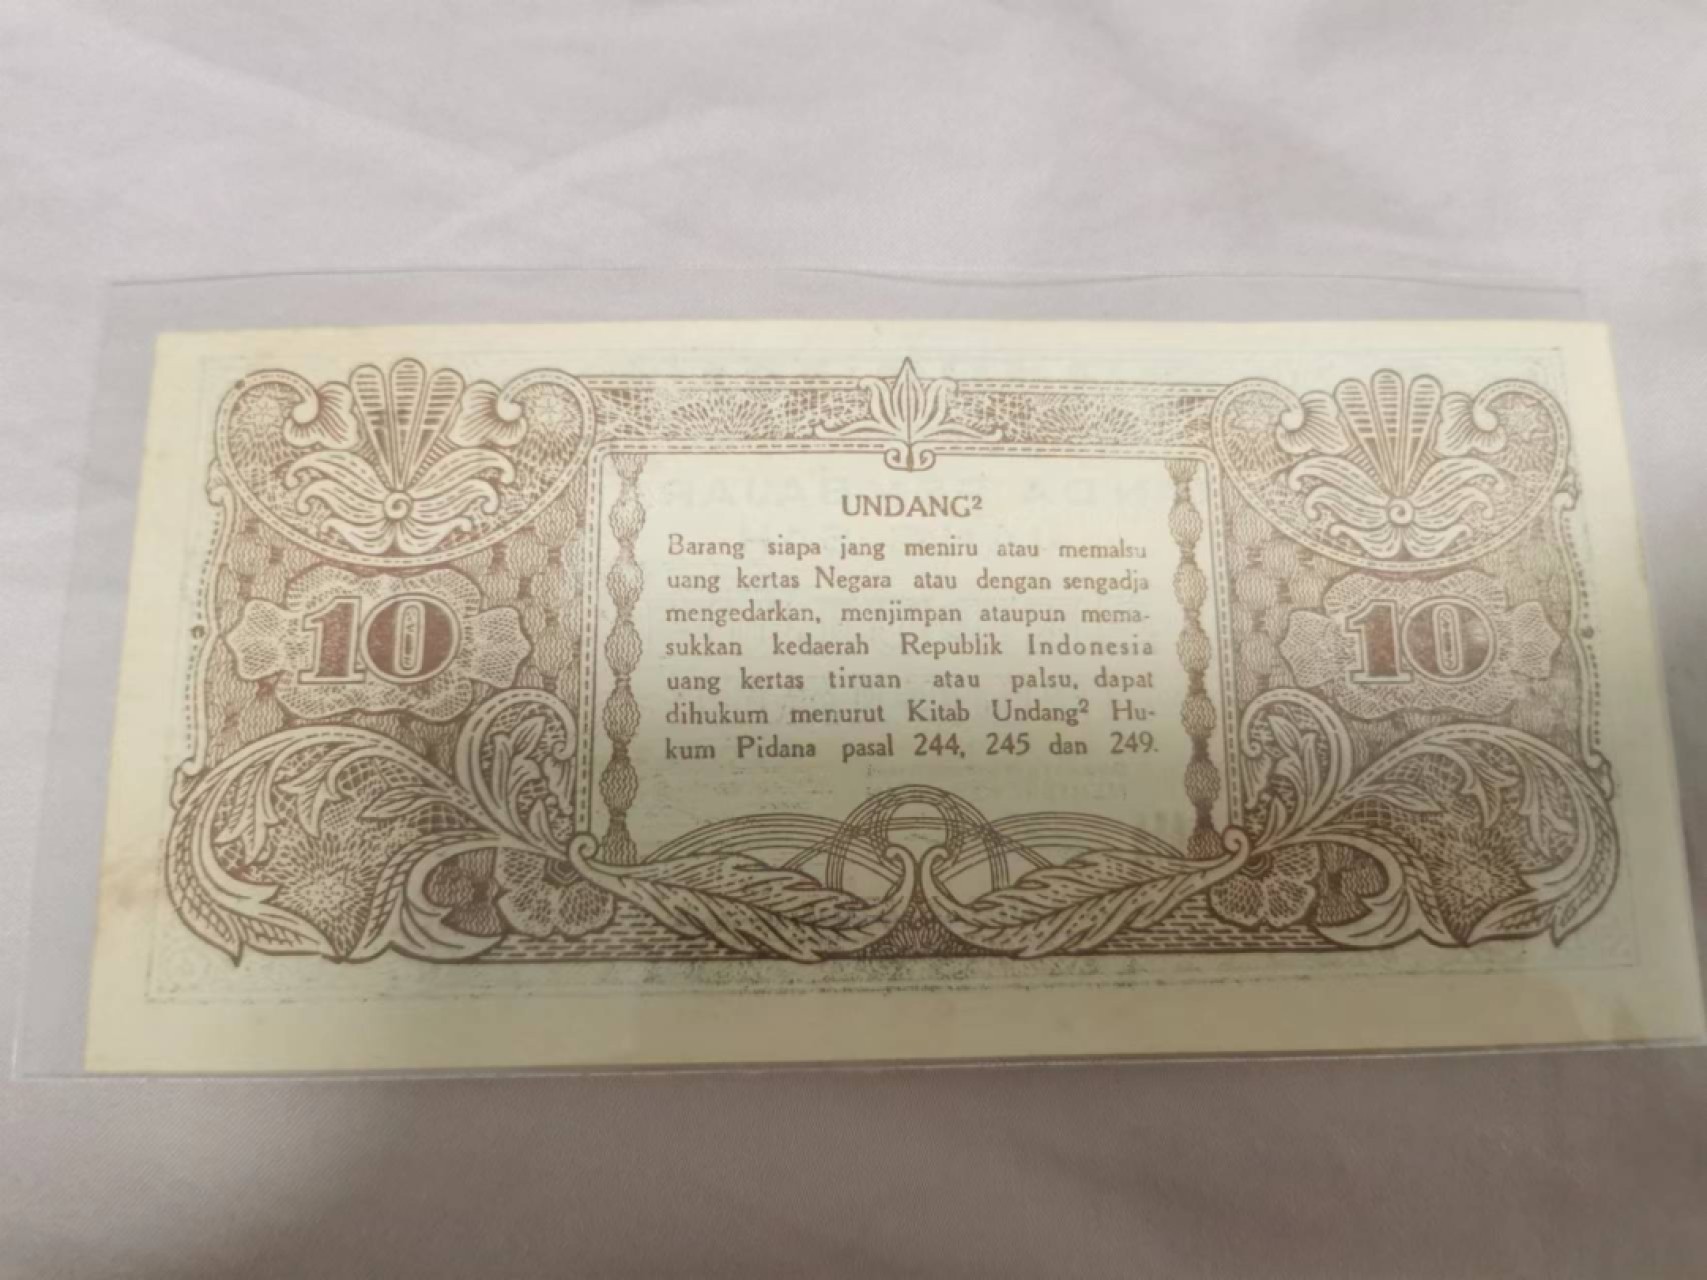 UNDANG²
Barang siapa jang meniru atau memalsu
uang kertas Negara atau dengan sengadja
mengedarkan, menjimpan ataupun mema-
sukkan kedaerah Republik Indonesia
uang kertas tiruan atau palsu, dapat
dihukum menurut Kitab Undang² Hu-
kum Pidana pasal 244, 245 dan 249.
10 10